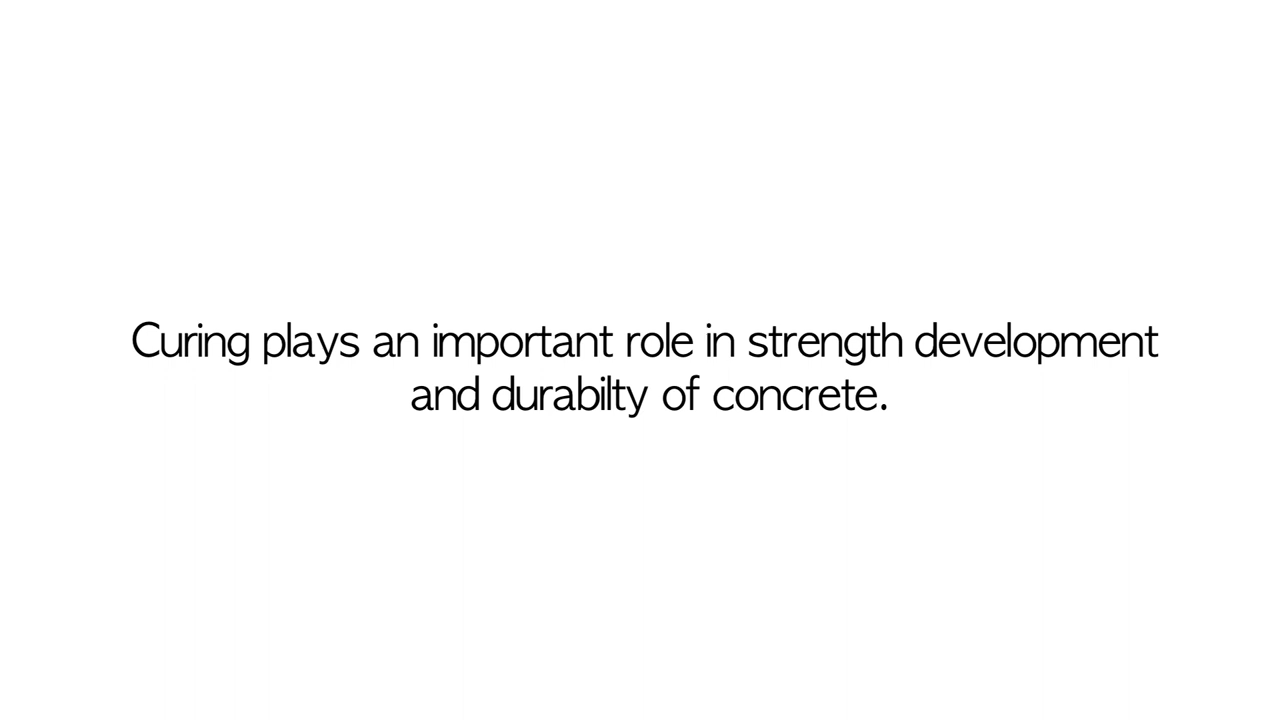 Curing plays an important role in strength development
and durabilty of concrete.